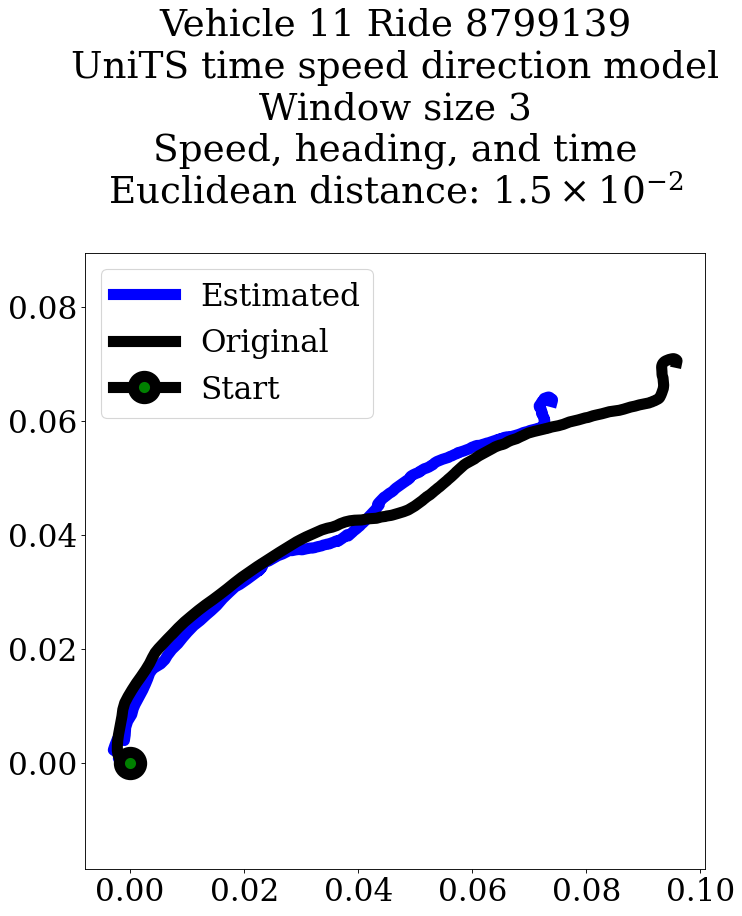 Vehicle 11 Ride 8799139
UniTS time speed direction model
Window size 3
Speed, heading, and time
Euclidean distance: 1.5 × 10⁻²
Estimated
Original
Start
0.08
0.06
0.04
0.02
0.00
0.00 0.02 0.04 0.06 0.08 0.10